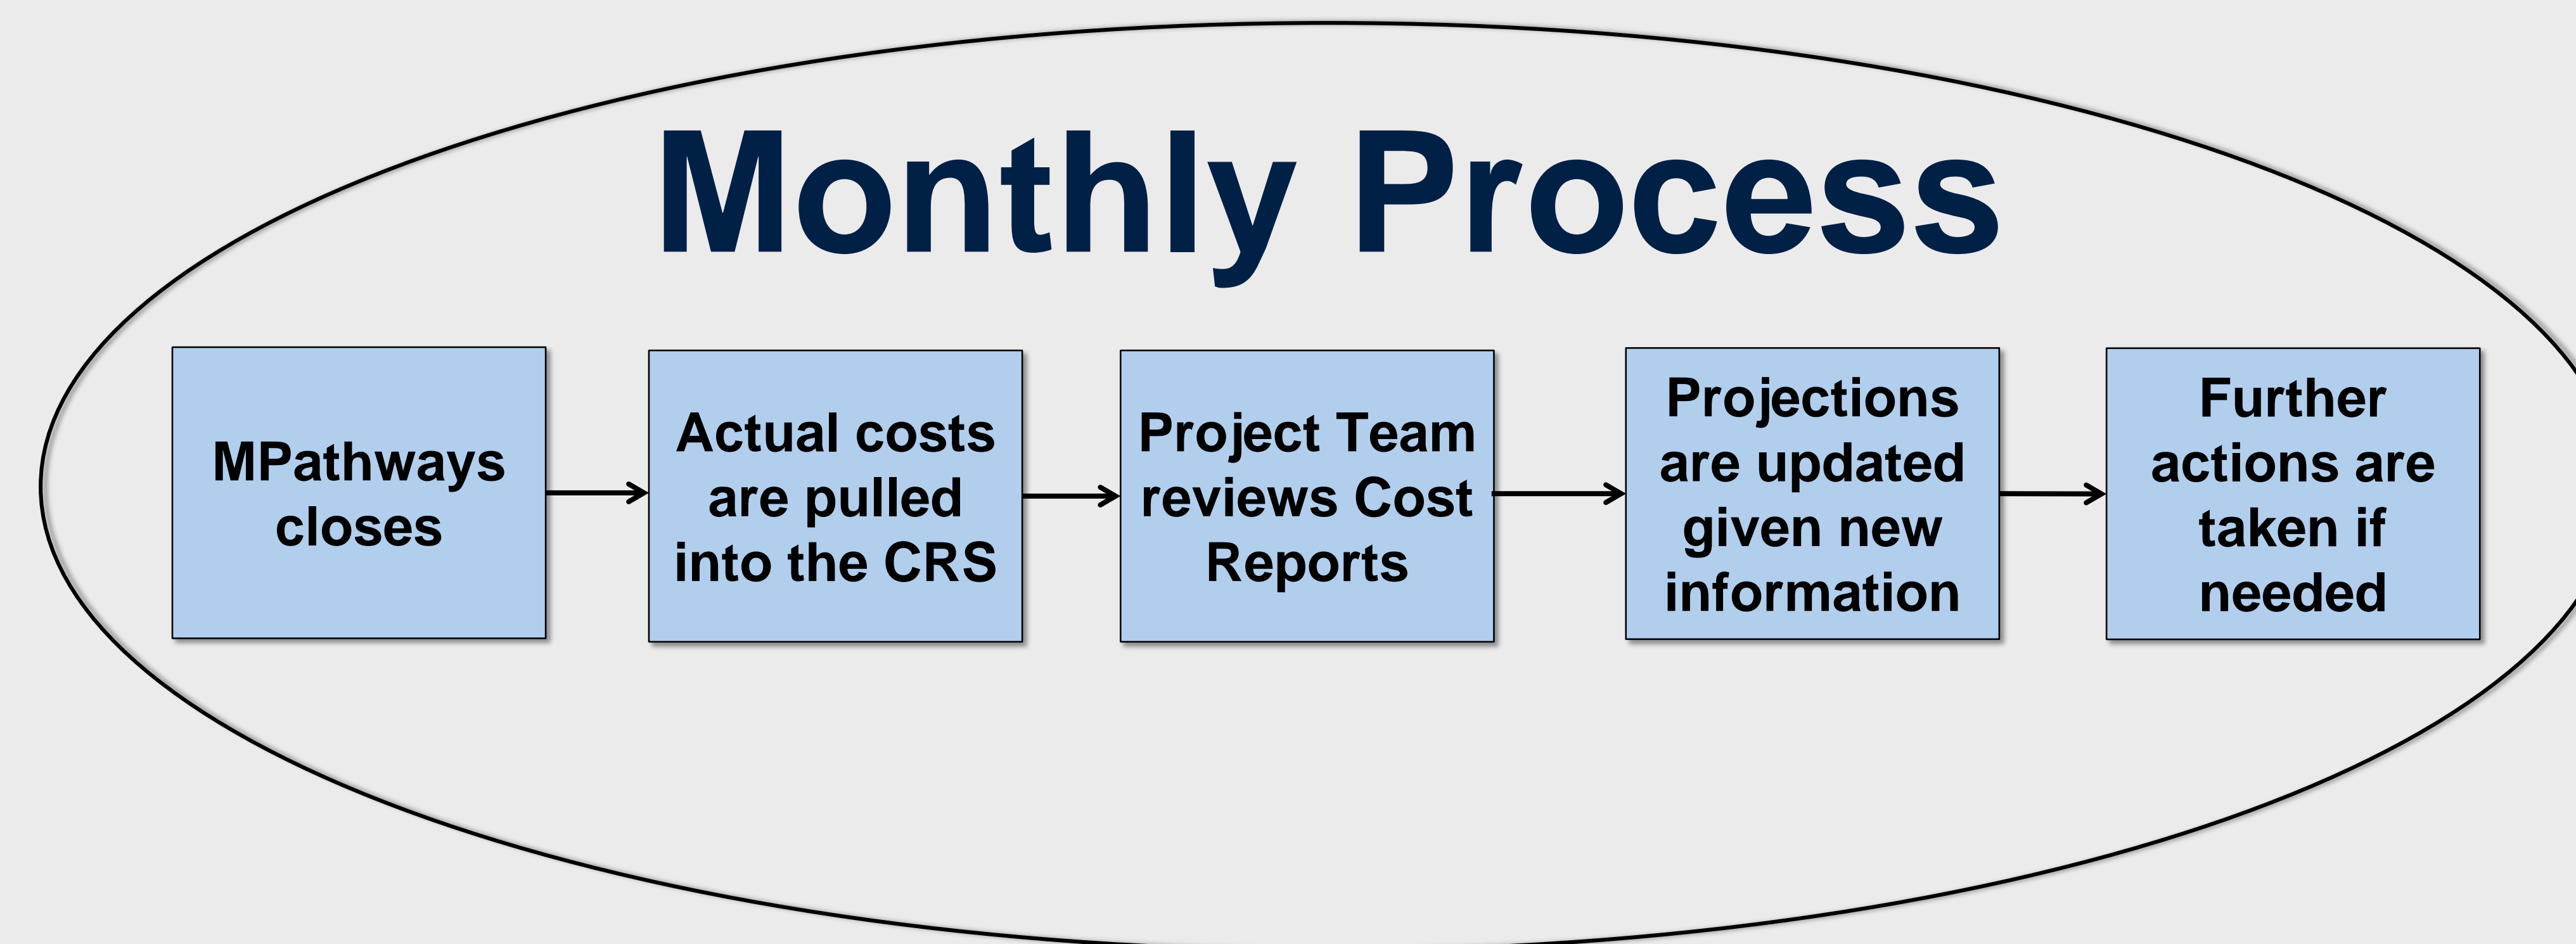 Monthly Process
MPathways
closes
Actual costs
are pulled
into the CRS
Project Team
reviews Cost
Reports
Projections
are updated
given new
information
Further
actions are
taken if
needed